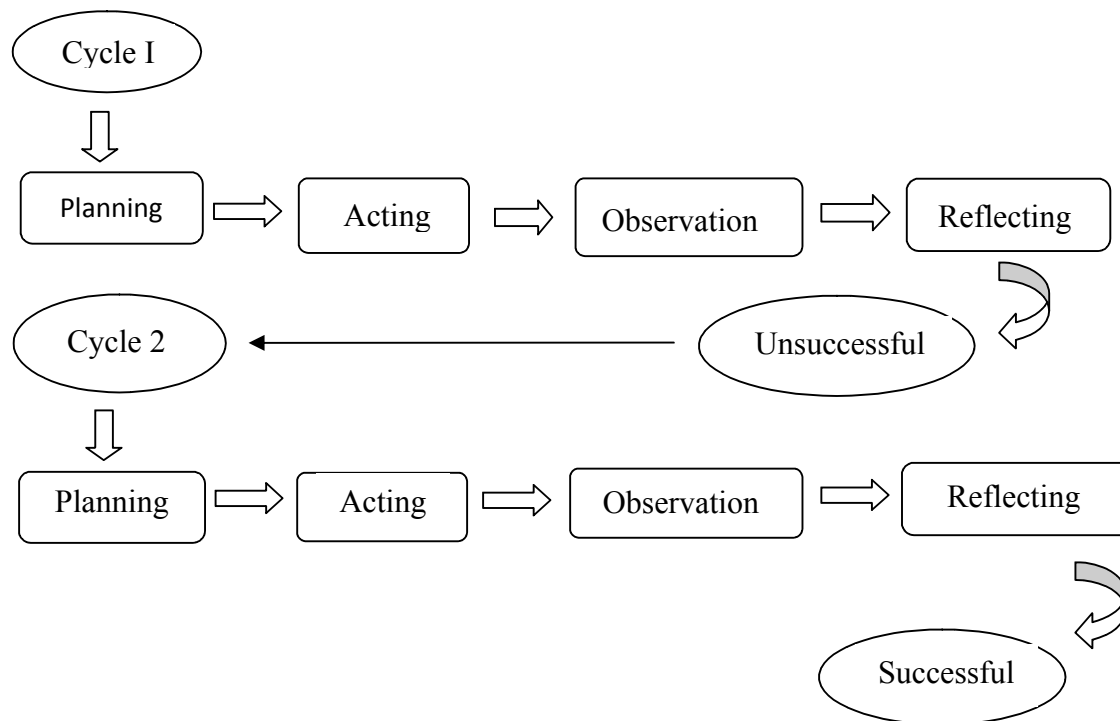 Cycle I
Planning
Acting
Observation
Reflecting
Cycle 2
Unsuccessful
Planning
Acting
Observation
Reflecting
Successful